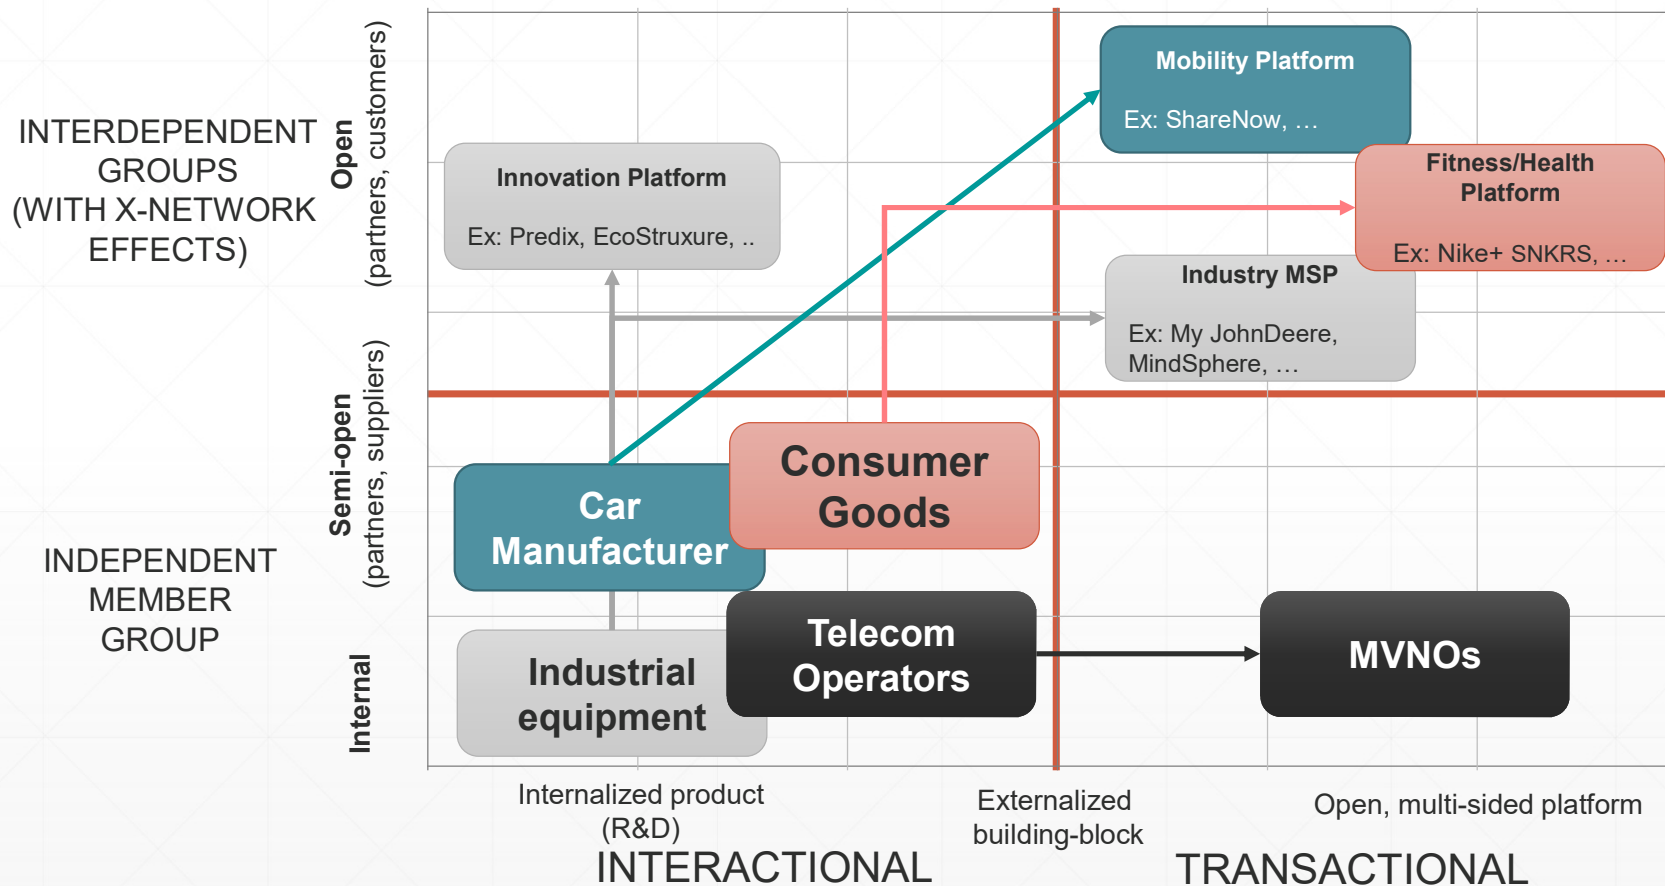 INTERDEPENDENT
GROUPS
(WITH X-NETWORK
EFFECTS)
INDEPENDENT
MEMBER
GROUP
Open
(partners, customers)
Semi-open
(partners, suppliers)
Internal
Mobility Platform
Ex: ShareNow, …
Innovation Platform
Ex: Predix, EcoStruxure, ..
Fitness/Health
Platform
Ex: Nike+ SNKRS, …
Industry MSP
Ex: My JohnDeere,
MindSphere, …
Consumer
Goods
Car
Manufacturer
Telecom
Operators
MVNOs
Industrial
equipment
Internalized product
(R&D)
Externalized
building-block
Open, multi-sided platform
INTERACTIONAL
TRANSACTIONAL